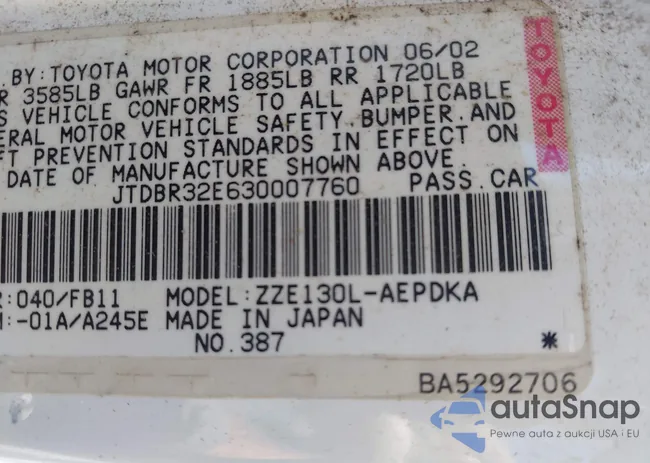 . BY: TOYOTA MOTOR CORPORATION 06/02
R 3585LB GAWR FR 1885LB RR 1720LB
S VEHICLE CONFORMS TO ALL APPLICABLE
ERAL MOTOR VEHICLE SAFETY, BUMPER, AND
FT PREVENTION STANDARDS IN EFFECT ON
DATE OF MANUFACTURE SHOWN ABOVE.
JTDBR32E630007760 PASS. CAR
R: 040/FB11 MODEL: ZZE130L-AEPDKA
M: -01A/A245E MADE IN JAPAN
NO. 387 *
BA5292706
TOYOTA
autaSnap
Pewne auta z aukcji USA i EU